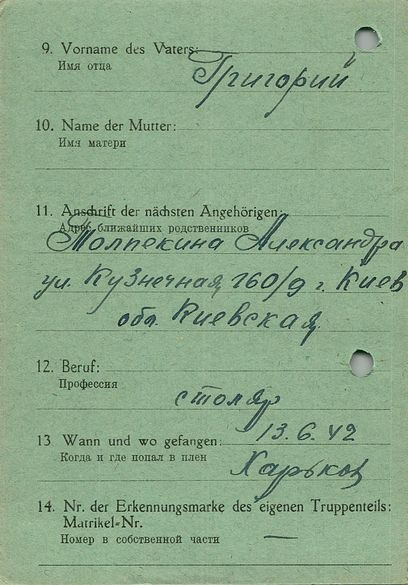 9. Vorname des Vaters:
Имя отца
Григорий
10. Name der Mutter:
Имя матери
11. Anschrift der nächsten Angehörigen
Адрес ближайших родственников
Толпекина Александра
ул. Кузнечная 160/9 г. Киев
обл. Киевская
12. Beruf:
Профессия
столяр
13 Wann und wo gefangen: 13.6.42
Когда и где попал в плен
Харьков
14. Nr. der Erkennungsmarke des eigenen Truppenteils:
Matrikel-Nr.
Номер в собственной части —